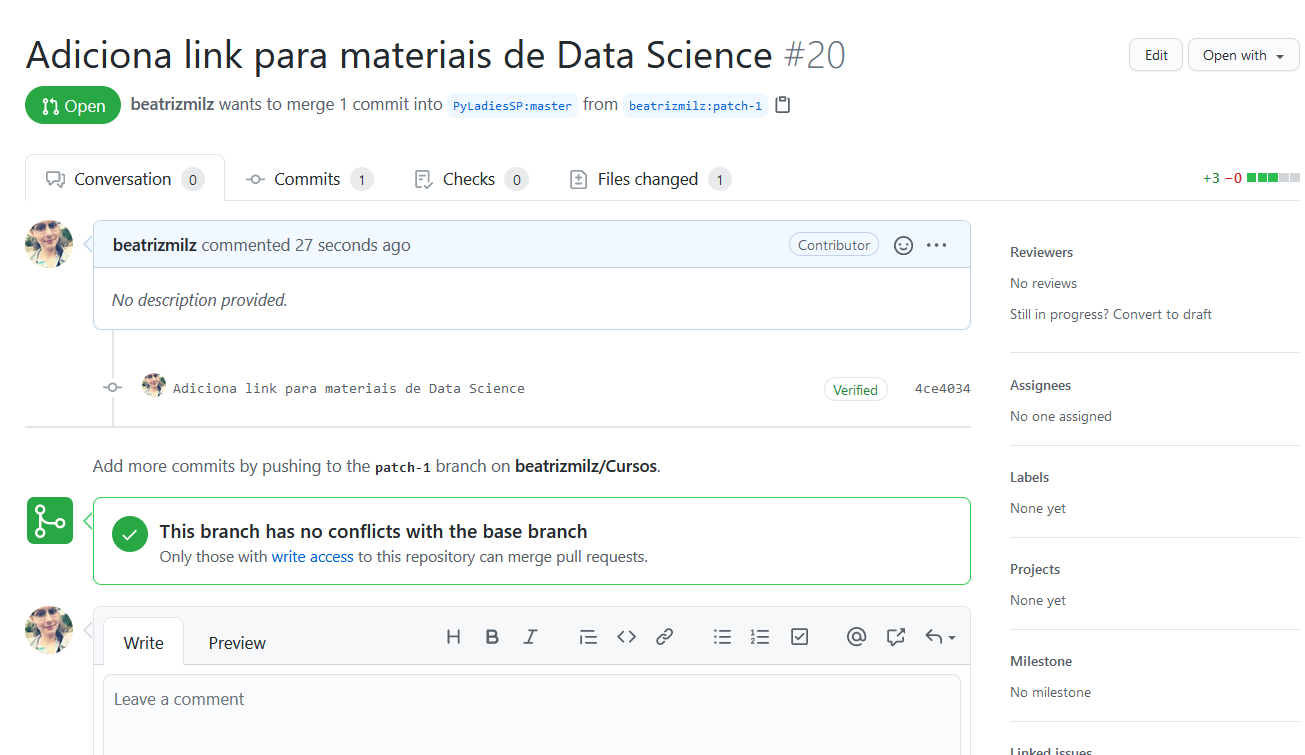 Adiciona link para materiais de Data Science #20
Edit
Open with
Open
beatrizmilz wants to merge 1 commit into PyLadiesSP:master from beatrizmilz:patch-1
Conversation 0
Commits 1
Checks 0
Files changed 1
+3 −0
beatrizmilz commented 27 seconds ago
Contributor
No description provided.
Adiciona link para materiais de Data Science
Verified
4ce4034
Add more commits by pushing to the patch-1 branch on beatrizmilz/Cursos.
This branch has no conflicts with the base branch
Only those with write access to this repository can merge pull requests.
Write
Preview
Leave a comment
Reviewers
No reviews
Still in progress? Convert to draft
Assignees
No one assigned
Labels
None yet
Projects
None yet
Milestone
No milestone
Linked issues